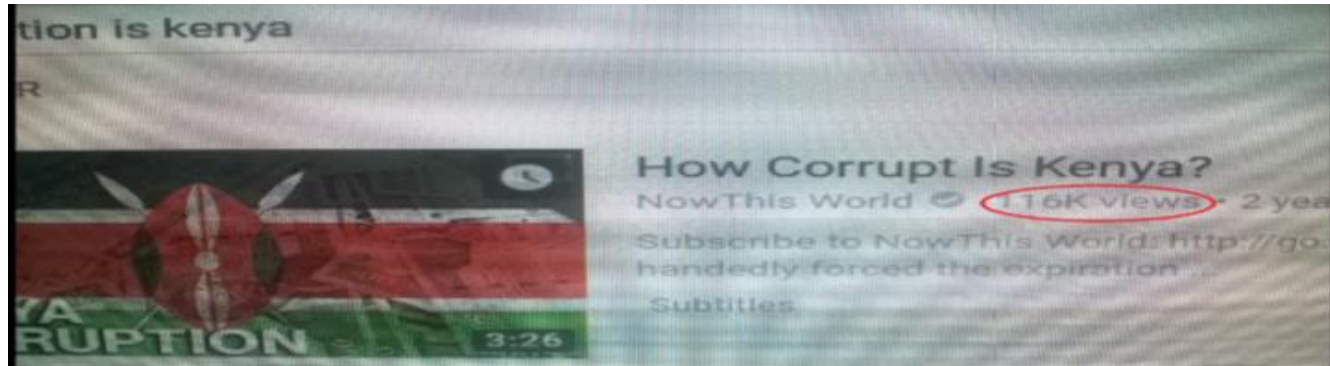 tion is kenya
R
YA
RUPTION
3:26
How Corrupt Is Kenya?
NowThis World 116K views · 2 yea
Subscribe to NowThis World: http://go.
handedly forced the expiration ...
Subtitles